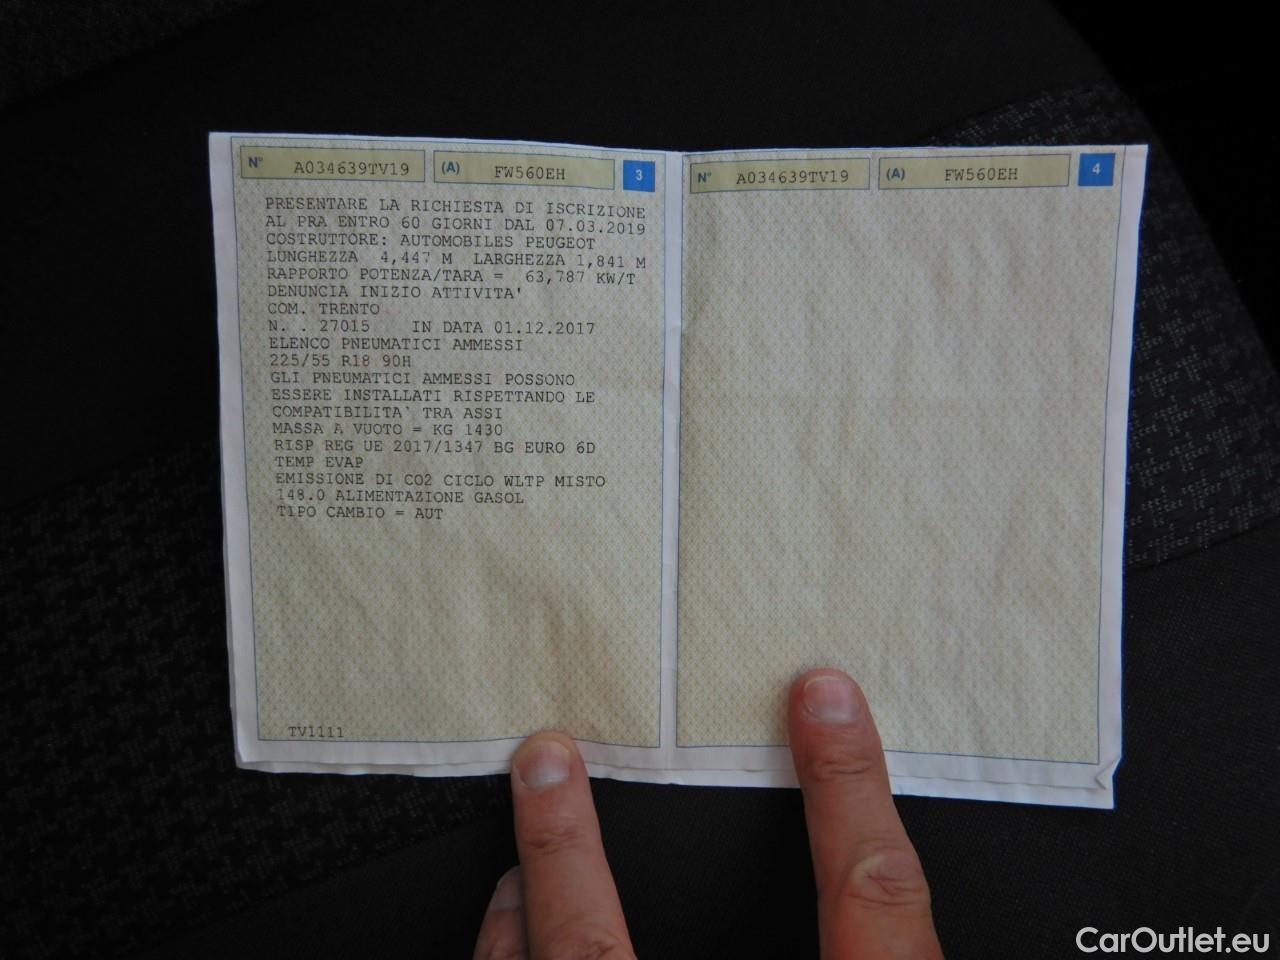 N° A034639TV19 (A) FW560EH 3
PRESENTARE LA RICHIESTA DI ISCRIZIONE
AL PRA ENTRO 60 GIORNI DAL 07.03.2019
COSTRUTTORE: AUTOMOBILES PEUGEOT
LUNGHEZZA 4,447 M LARGHEZZA 1,841 M
RAPPORTO POTENZA/TARA = 63,787 KW/T
DENUNCIA INIZIO ATTIVITA'
COM. TRENTO
N. . 27015 IN DATA 01.12.2017
ELENCO PNEUMATICI AMMESSI
225/55 R18 90H
GLI PNEUMATICI AMMESSI POSSONO
ESSERE INSTALLATI RISPETTANDO LE
COMPATIBILITA` TRA ASSI
MASSA A VUOTO = KG 1430
RISP REG UE 2017/1347 BG EURO 6D
TEMP EVAP
EMISSIONE DI CO2 CICLO WLTP MISTO
148.0 ALIMENTAZIONE GASOL
TIPO CAMBIO = AUT
TV1111
N° A034639TV19 (A) FW560EH 4
CarOutlet.eu